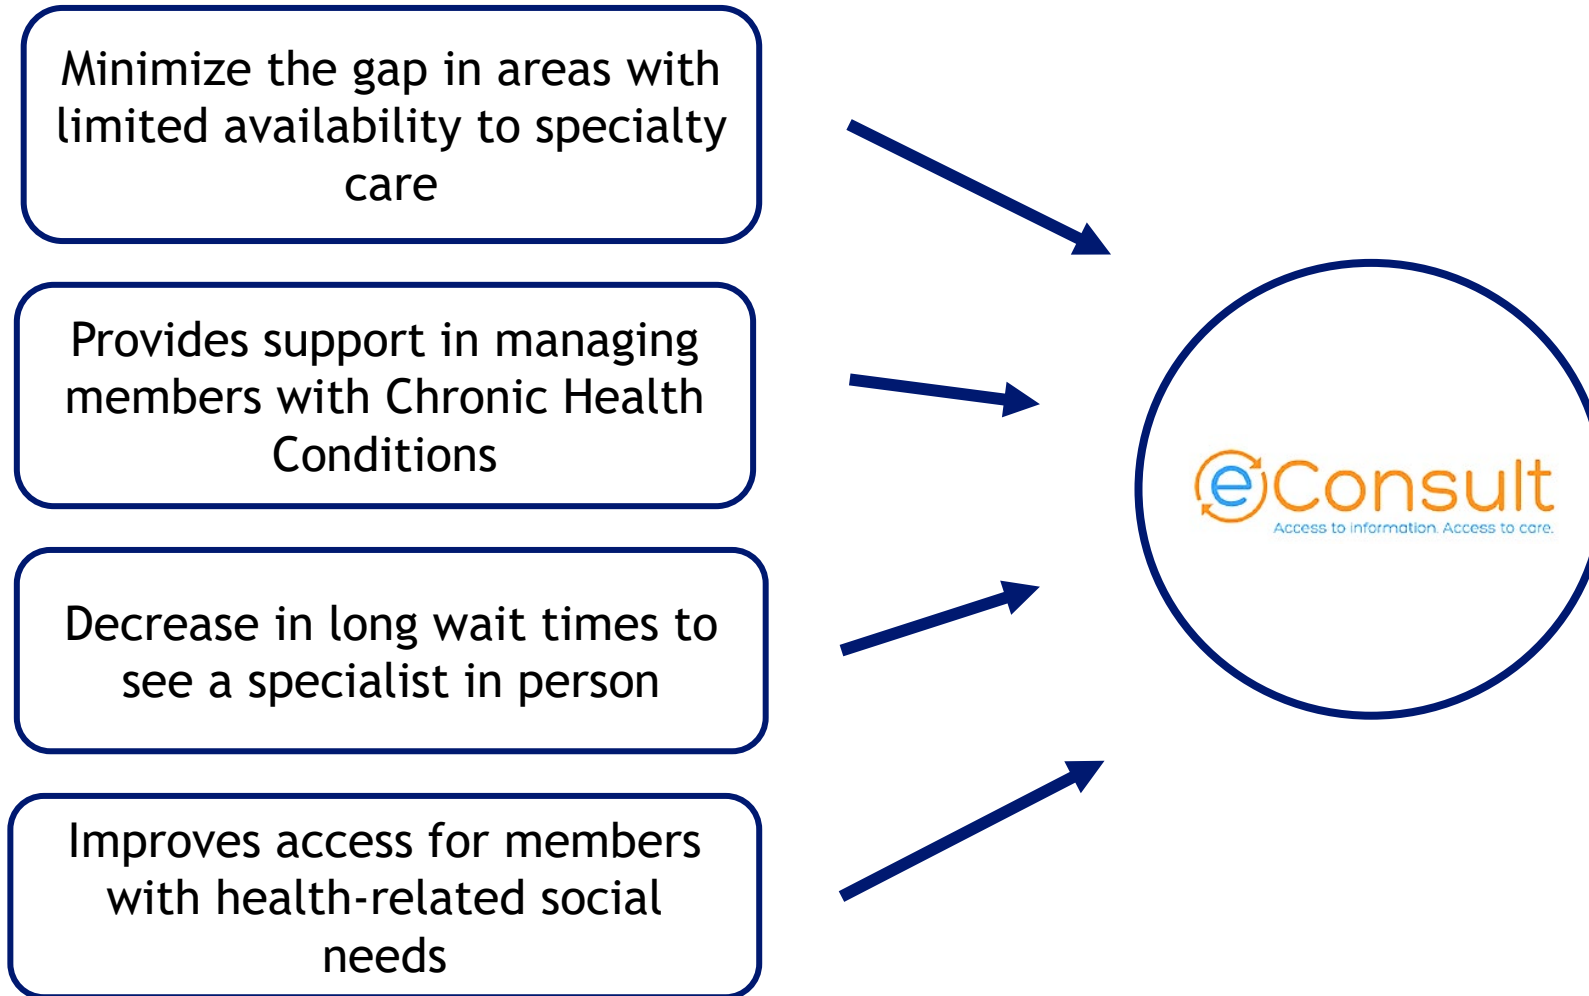 Minimize the gap in areas with
limited availability to specialty
care
Provides support in managing
members with Chronic Health
Conditions
Decrease in long wait times to
see a specialist in person
Improves access for members
with health-related social
needs
eConsult
Access to information. Access to care.